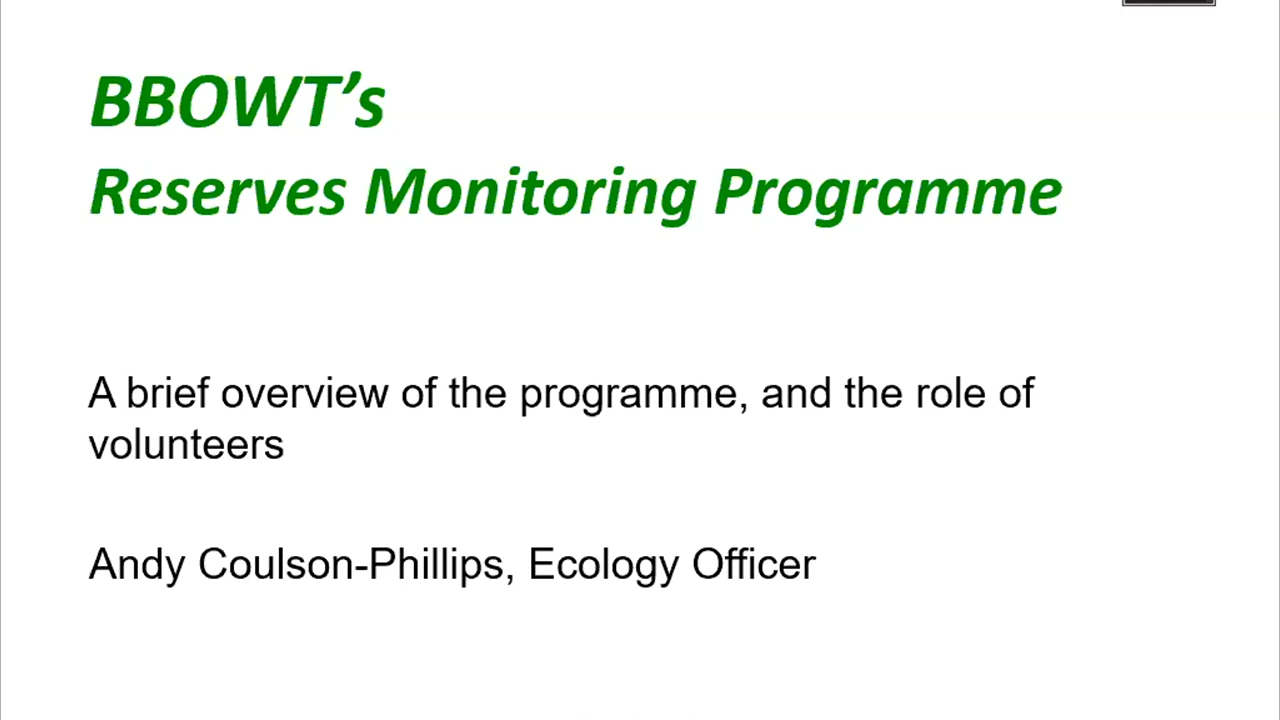 BBOWT’s
Reserves Monitoring Programme
A brief overview of the programme, and the role of
volunteers
Andy Coulson-Phillips, Ecology Officer